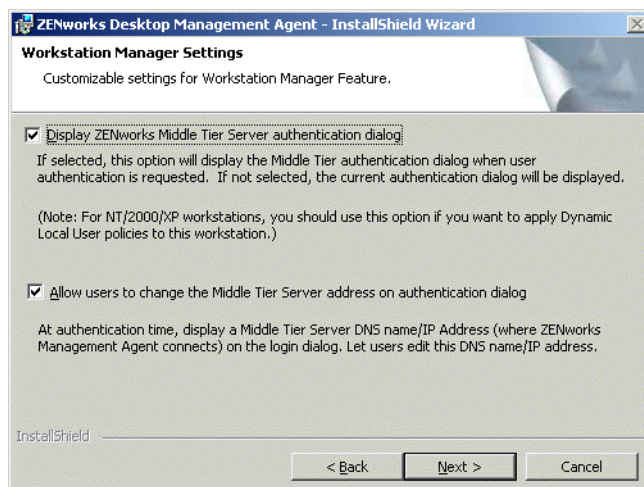 ZENworks Desktop Management Agent - InstallShield Wizard
Workstation Manager Settings
Customizable settings for Workstation Manager Feature.
Display ZENworks Middle Tier Server authentication dialog
If selected, this option will display the Middle Tier authentication dialog when user
authentication is requested. If not selected, the current authentication dialog will be displayed.
(Note: For NT/2000/XP workstations, you should use this option if you want to apply Dynamic
Local User policies to this workstation.)
Allow users to change the Middle Tier Server address on authentication dialog
At authentication time, display a Middle Tier Server DNS name/IP Address (where ZENworks
Management Agent connects) on the login dialog. Let users edit this DNS name/IP address.
InstallShield
< Back
Next >
Cancel